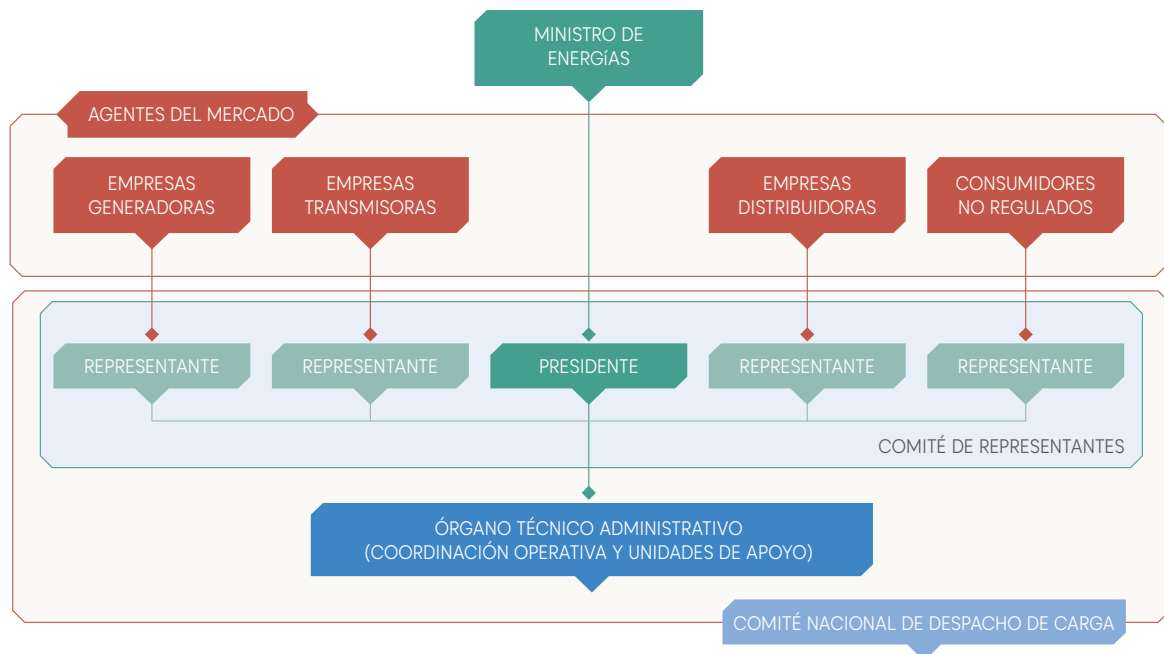 MINISTRO DE
ENERGíAS
AGENTES DEL MERCADO
EMPRESAS
GENERADORAS
EMPRESAS
TRANSMISORAS
EMPRESAS
DISTRIBUIDORAS
CONSUMIDORES
NO REGULADOS
REPRESENTANTE
REPRESENTANTE
PRESIDENTE
REPRESENTANTE
REPRESENTANTE
COMITÉ DE REPRESENTANTES
ÓRGANO TÉCNICO ADMINISTRATIVO
(COORDINACIÓN OPERATIVA Y UNIDADES DE APOYO)
COMITÉ NACIONAL DE DESPACHO DE CARGA